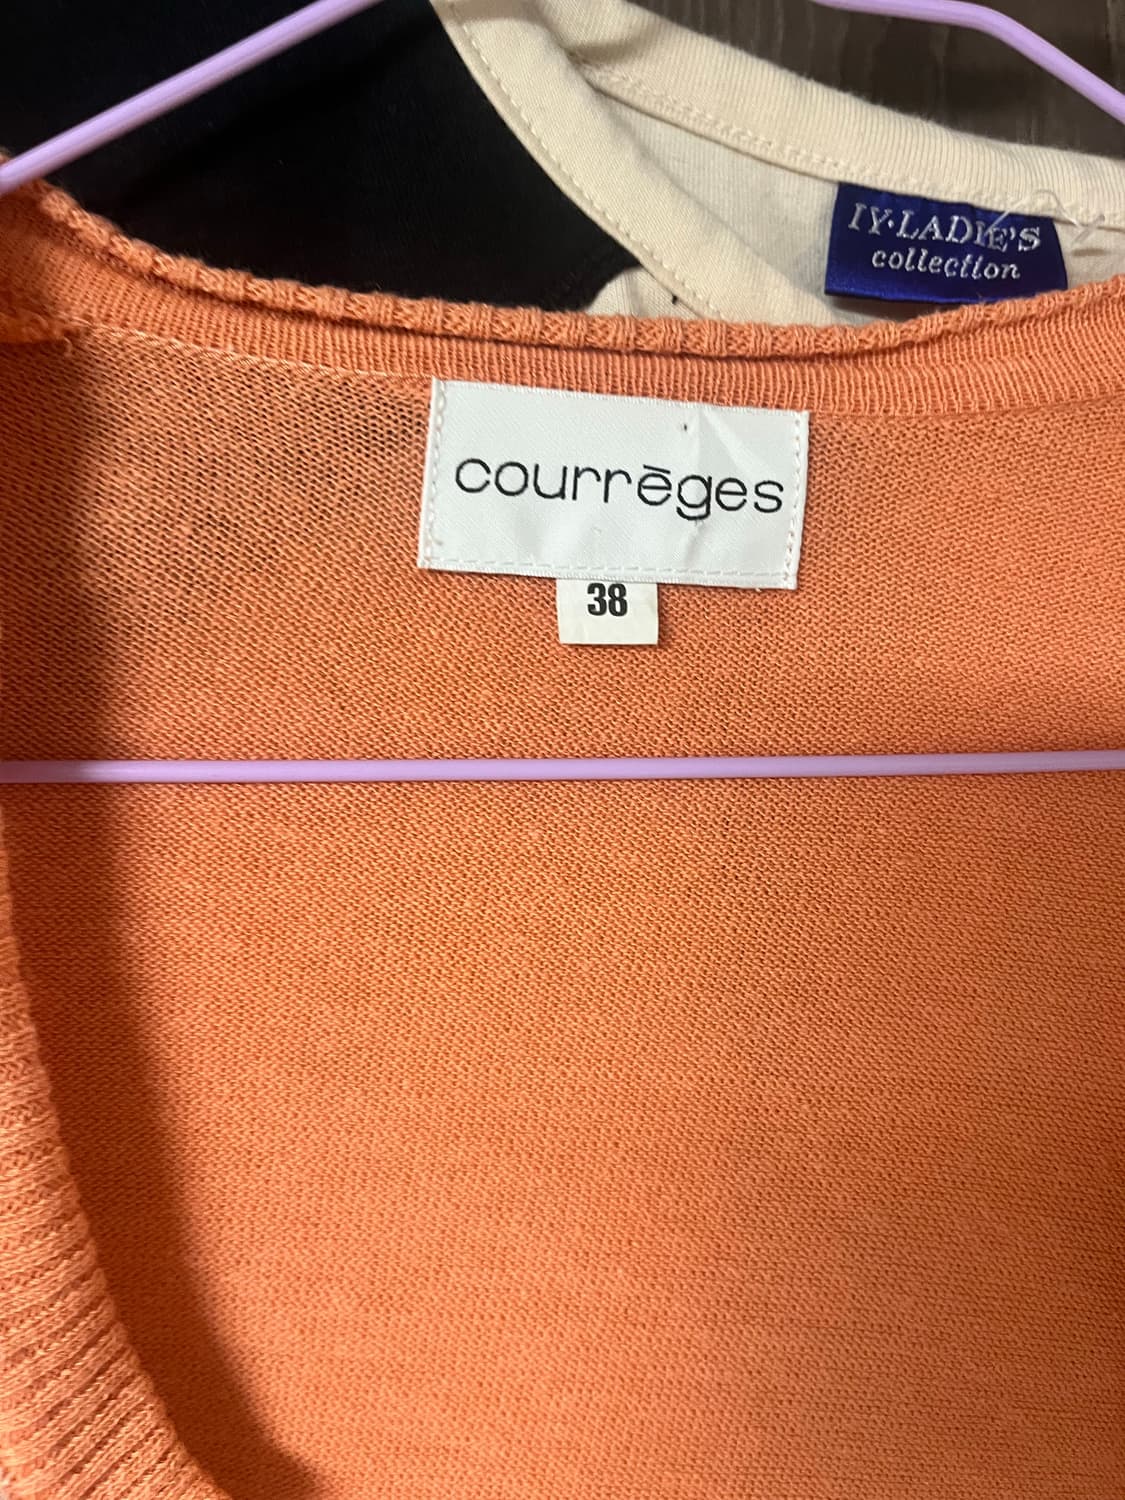 IY·LADIE'S
collection
courrēges
38